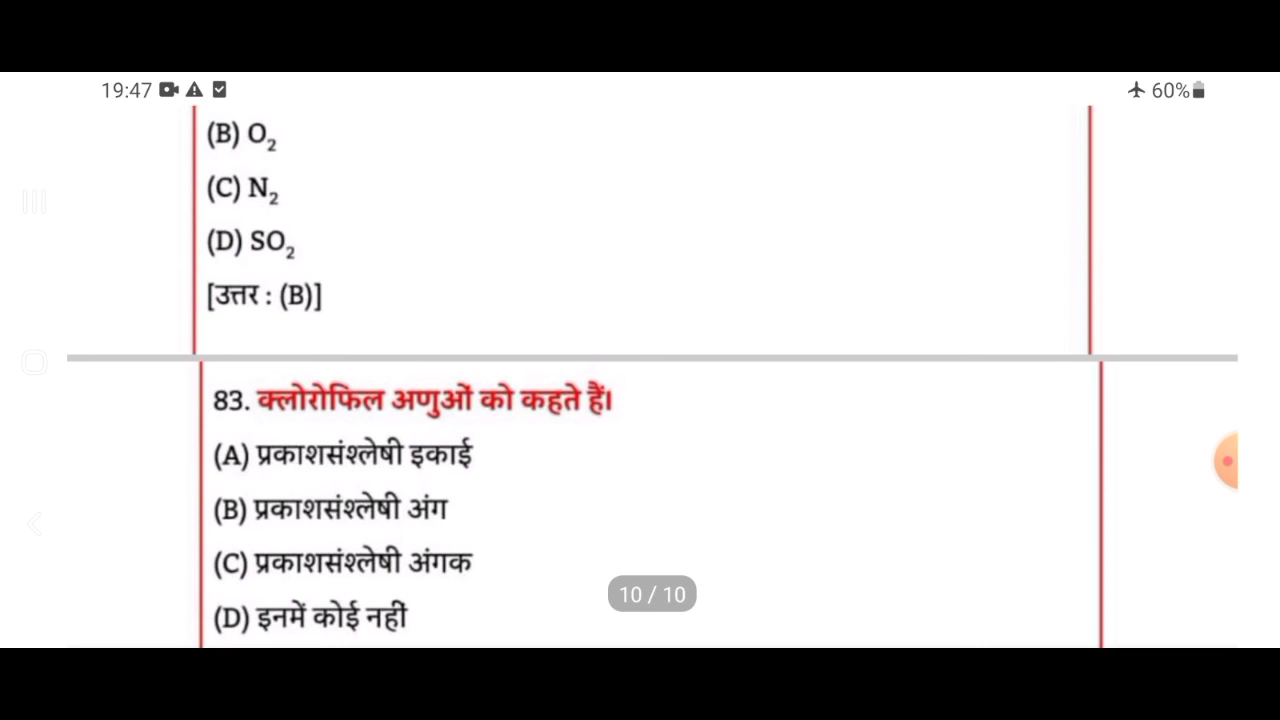 19:47
60%
(B) O₂
(C) N₂
(D) SO₂
[उत्तर : (B)]
83. क्लोरोफिल अणुओं को कहते हैं।
(A) प्रकाशसंश्लेषी इकाई
(B) प्रकाशसंश्लेषी अंग
(C) प्रकाशसंश्लेषी अंगक
(D) इनमें कोई नहीं
10 / 10